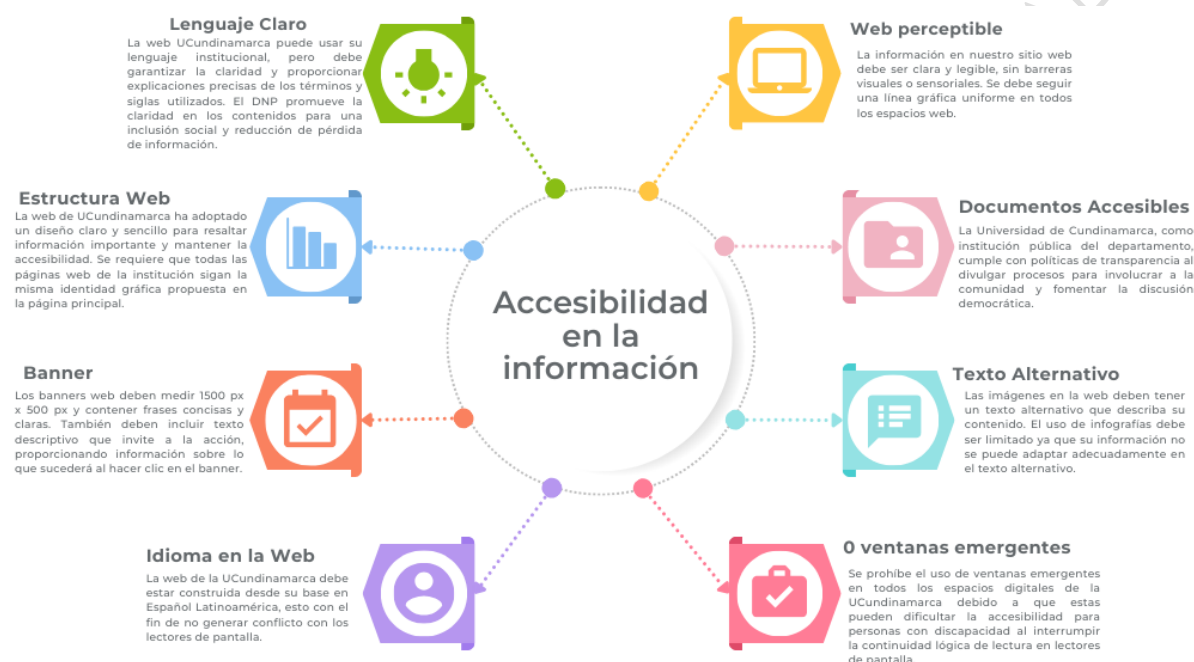 Lenguaje Claro
La web UCundinamarca puede usar su
lenguaje institucional, pero debe
garantizar la claridad y proporcionar
explicaciones precisas de los términos y
siglas utilizados. El DNP promueve la
claridad en los contenidos para una
inclusión social y reducción de pérdida
de información.
Web perceptible
La información en nuestro sitio web
debe ser clara y legible, sin barreras
visuales o sensoriales. Se debe seguir
una línea gráfica uniforme en todos
los espacios web.
Estructura Web
La web de UCundinamarca ha adoptado
un diseño claro y sencillo para resaltar
información importante y mantener la
accesibilidad. Se requiere que todas las
páginas web de la institución sigan la
misma identidad gráfica propuesta en
la página principal.
Documentos Accesibles
La Universidad de Cundinamarca, como
institución pública del departamento,
cumple con políticas de transparencia al
divulgar procesos para involucrar a la
comunidad y fomentar la discusión
democrática.
Accesibilidad
en la
información
Banner
Los banners web deben medir 1500 px
x 500 px y contener frases concisas y
claras. También deben incluir texto
descriptivo que invite a la acción,
proporcionando información sobre lo
que sucederá al hacer clic en el banner.
Texto Alternativo
Las imágenes en la web deben tener
un texto alternativo que describa su
contenido. El uso de infografías debe
ser limitado ya que su información no
se puede adaptar adecuadamente en
el texto alternativo.
Idioma en la Web
La web de la UCundinamarca debe
estar construida desde su base en
Español Latinoamérica, esto con el
fin de no generar conflicto con los
lectores de pantalla.
0 ventanas emergentes
Se prohíbe el uso de ventanas emergentes
en todos los espacios digitales de la
UCundinamarca debido a que estas
pueden dificultar la accesibilidad para
personas con discapacidad al interrumpir
la continuidad lógica de lectura en lectores
de pantalla.